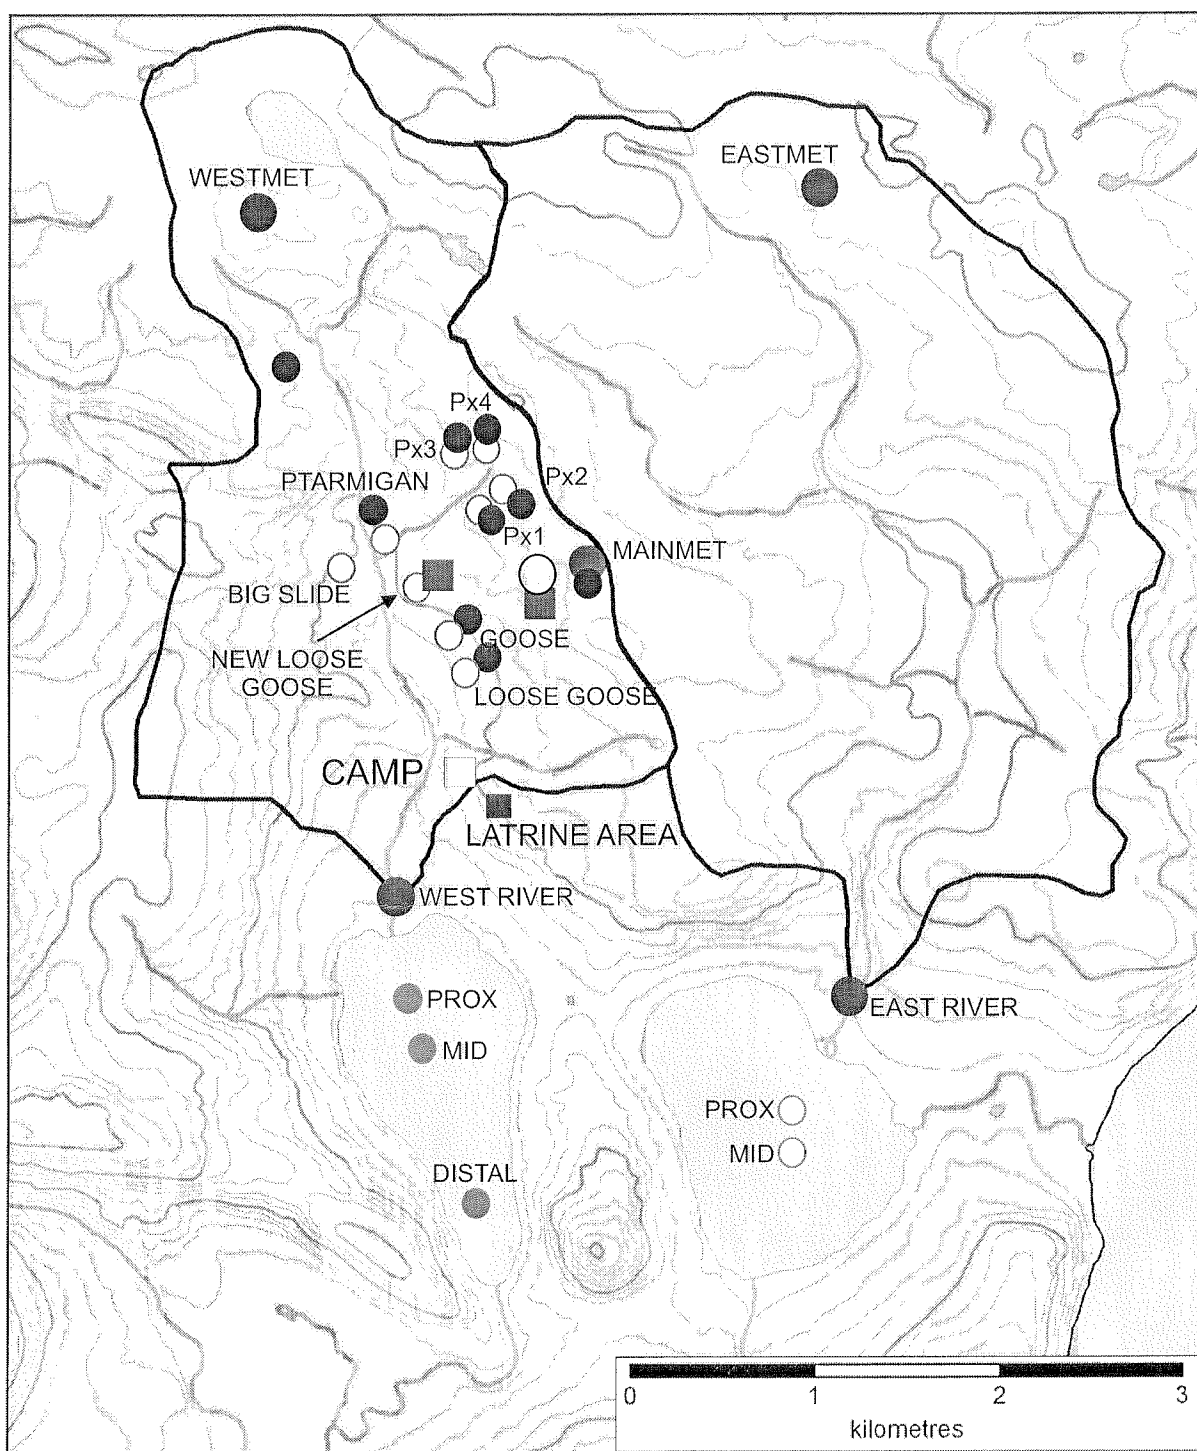 EASTMET
WESTMET
Px4
Px3
PTARMIGAN
Px2
Px1
MAINMET
BIG SLIDE
GOOSE
NEW LOOSE
GOOSE
LOOSE GOOSE
CAMP
LATRINE AREA
WEST RIVER
PROX
EAST RIVER
MID
PROX
MID
DISTAL
0 1 2 3
kilometres